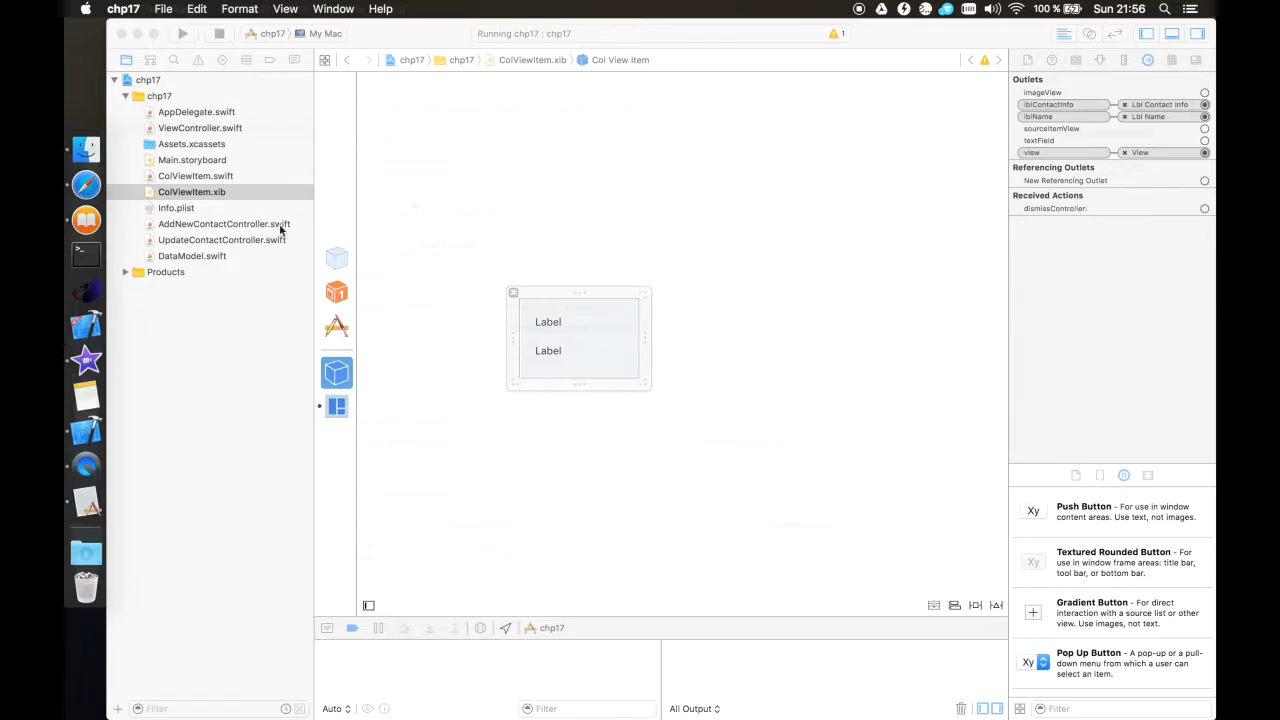 chp17 File Edit Format View Window Help
100 % Sun 21:56
chp17 My Mac
Running chp17 : chp17
1
chp17 chp17 ColViewItem.xib Col View Item
chp17
chp17
AppDelegate.swift
ViewController.swift
Assets.xcassets
Main.storyboard
ColViewItem.swift
ColViewItem.xib
Info.plist
AddNewContactController.swift
UpdateContactController.swift
DataModel.swift
Products
Label
Label
Outlets
imageView
lblContactInfo Lbl Contact Info
lblName Lbl Name
sourceItemView
textField
view View
Referencing Outlets
New Referencing Outlet
Received Actions
dismissController:
Xy
Push Button - For use in window
content areas. Use text, not images.
Xy
Textured Rounded Button - For
use in window frame areas: title bar,
tool bar, or bottom bar.
Gradient Button - For direct
interaction with a source list or other
view. Use images, not text.
Xy
Pop Up Button - A pop-up or a pull-
down menu from which a user can
select an item.
chp17
Filter
Auto
Filter
All Output
Filter